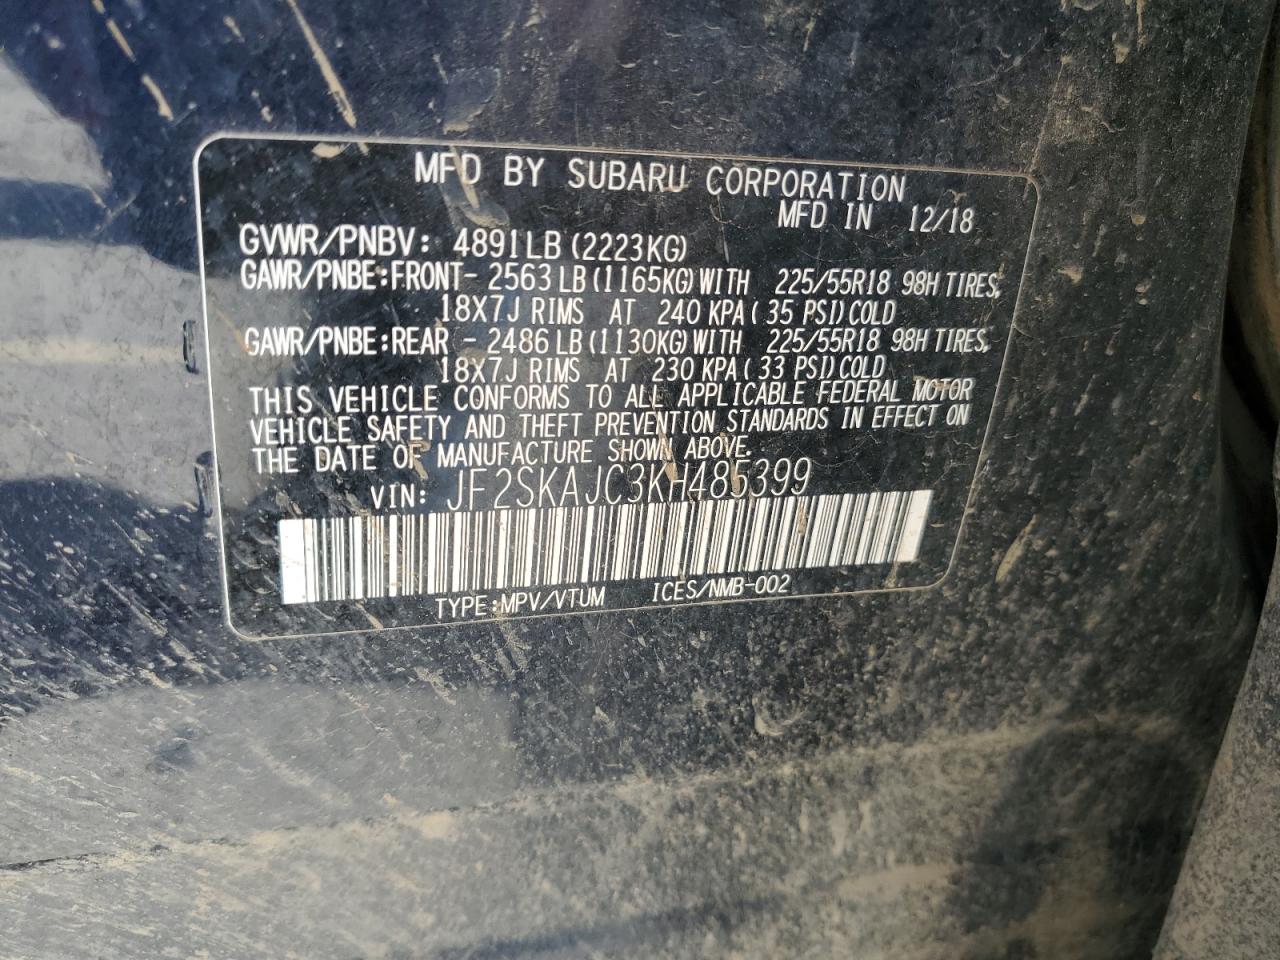 MFD BY SUBARU CORPORATION
MFD IN 12/18
GVWR/PNBV: 4891LB (2223KG)
GAWR/PNBE:FRONT- 2563 LB (1165KG) WITH 225/55R18 98H TIRES,
18X7J RIMS AT 240 KPA ( 35 PSI) COLD
GAWR/PNBE:REAR - 2486 LB (1130KG) WITH 225/55R18 98H TIRES,
18X7J RIMS AT 230 KPA ( 33 PSI) COLD
THIS VEHICLE CONFORMS TO ALL APPLICABLE FEDERAL MOTOR
VEHICLE SAFETY AND THEFT PREVENTION STANDARDS IN EFFECT ON
THE DATE OF MANUFACTURE SHOWN ABOVE.
VIN: JF2SKAJC3KH485399
TYPE:MPV/VTUM ICES/NMB-002